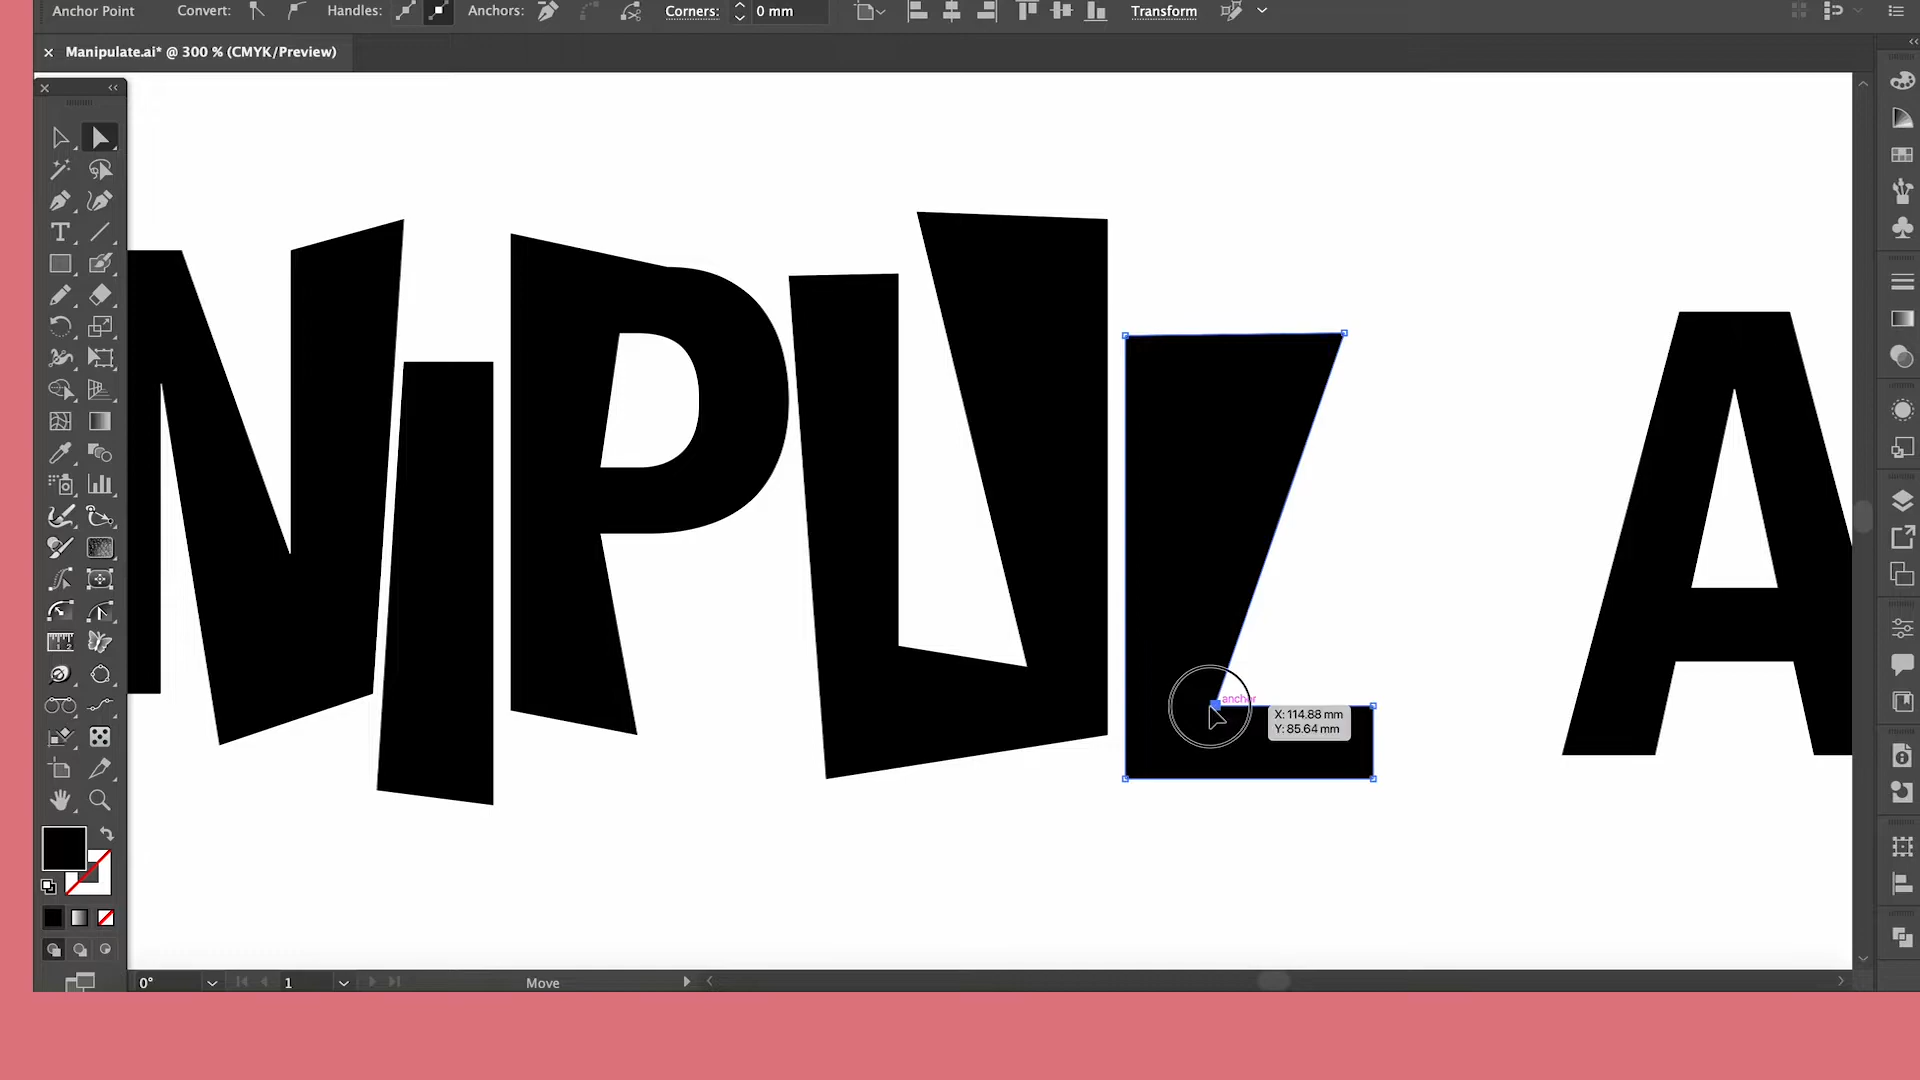 Anchor Point Convert: Handles: Anchors: Corners: 0 mm Transform
Manipulate.ai* @ 300 % (CMYK/Preview)
NIPULA
anchor
X: 114.88 mm
Y: 85.64 mm
0° 1 Move